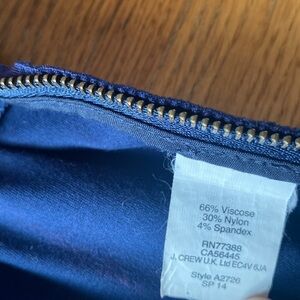 66% Viscose
30% Nylon
4% Spandex
RN77388
CA56445
J. CREW U.K. Ltd EC4V 6JA
Style A2726
SP 14